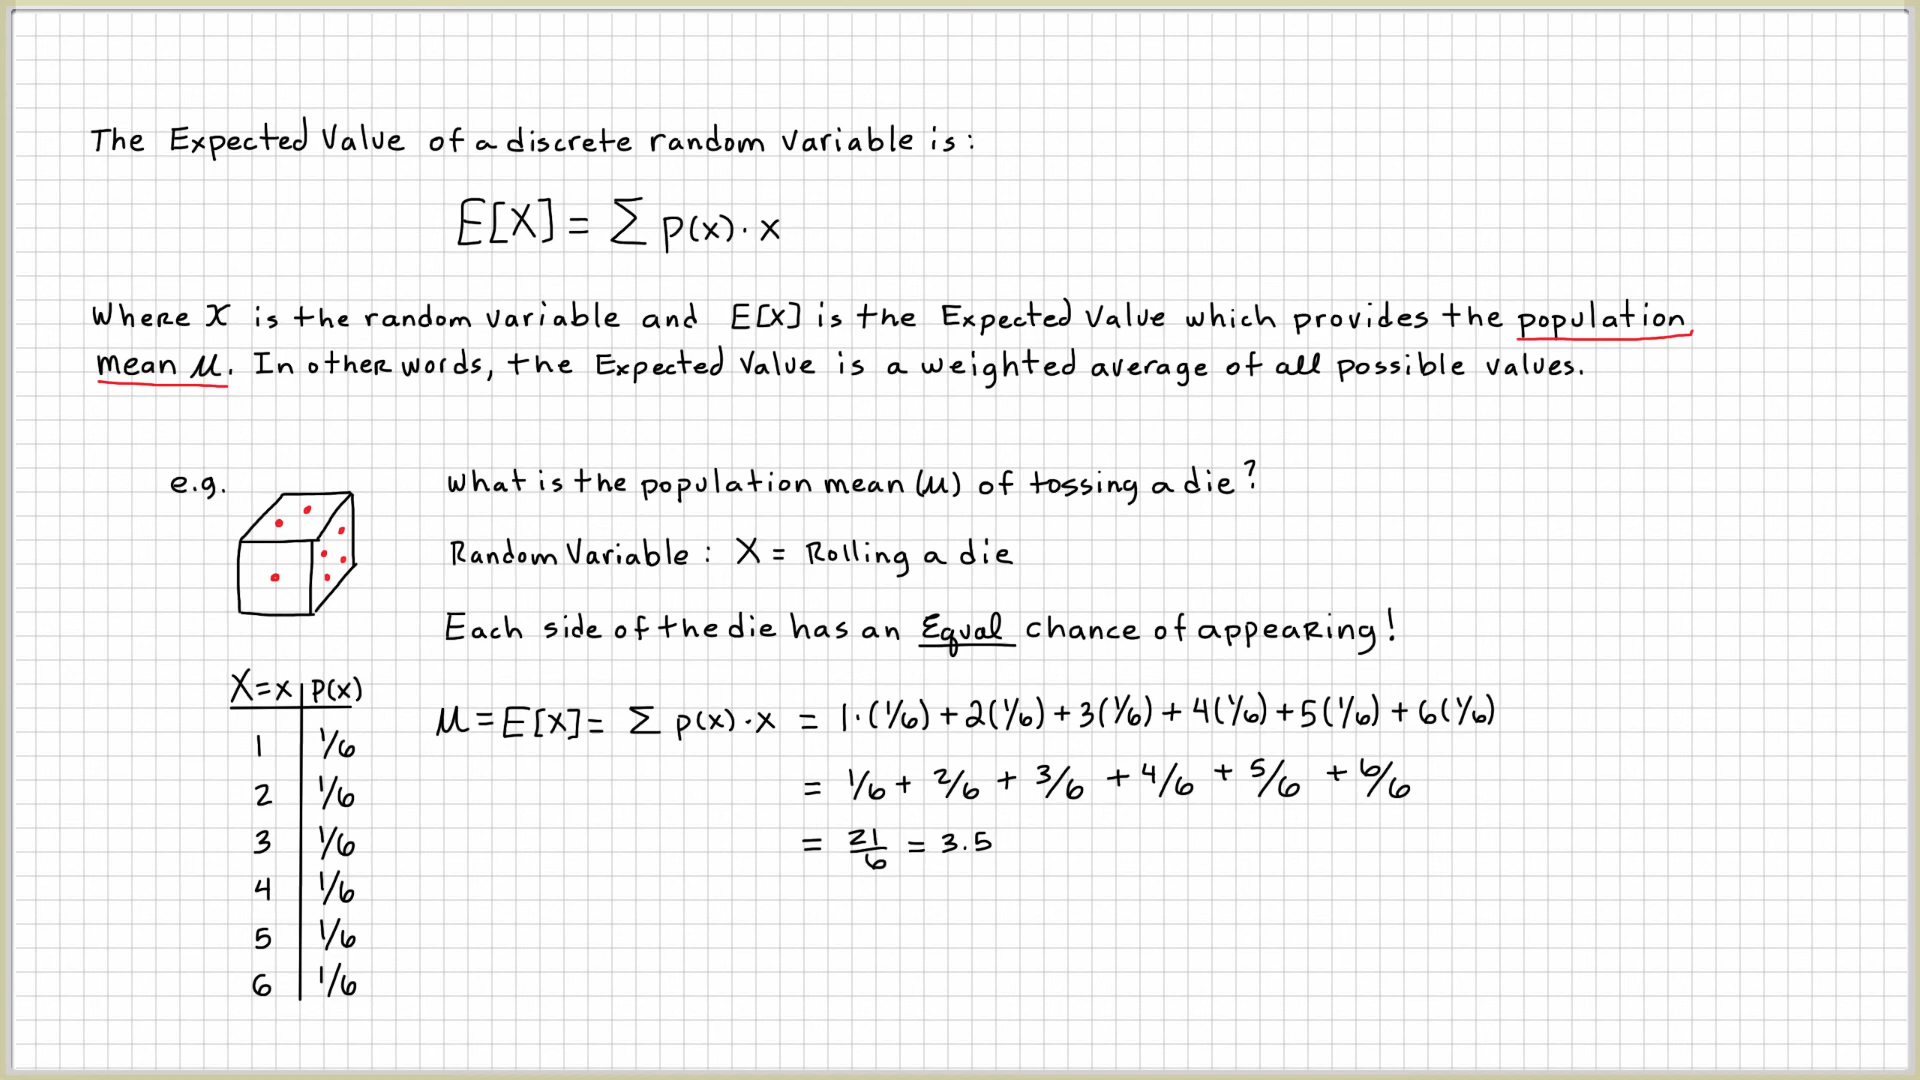 The Expected Value of a discrete random variable is:
E[X] = Σ p(x) · x
Where X is the random variable and E[X] is the Expected Value which provides the population
mean μ. In other words, the Expected Value is a weighted average of all possible values.
e.g.
What is the population mean (μ) of tossing a die?
Random Variable : X = Rolling a die
Each side of the die has an Equal chance of appearing!
X=x p(x)
1 1/6
2 1/6
3 1/6
4 1/6
5 1/6
6 1/6
μ = E[X] = Σ p(x) · x = 1·(1/6) + 2(1/6) + 3(1/6) + 4(1/6) + 5(1/6) + 6(1/6)
= 1/6 + 2/6 + 3/6 + 4/6 + 5/6 + 6/6
= 21/6 = 3.5